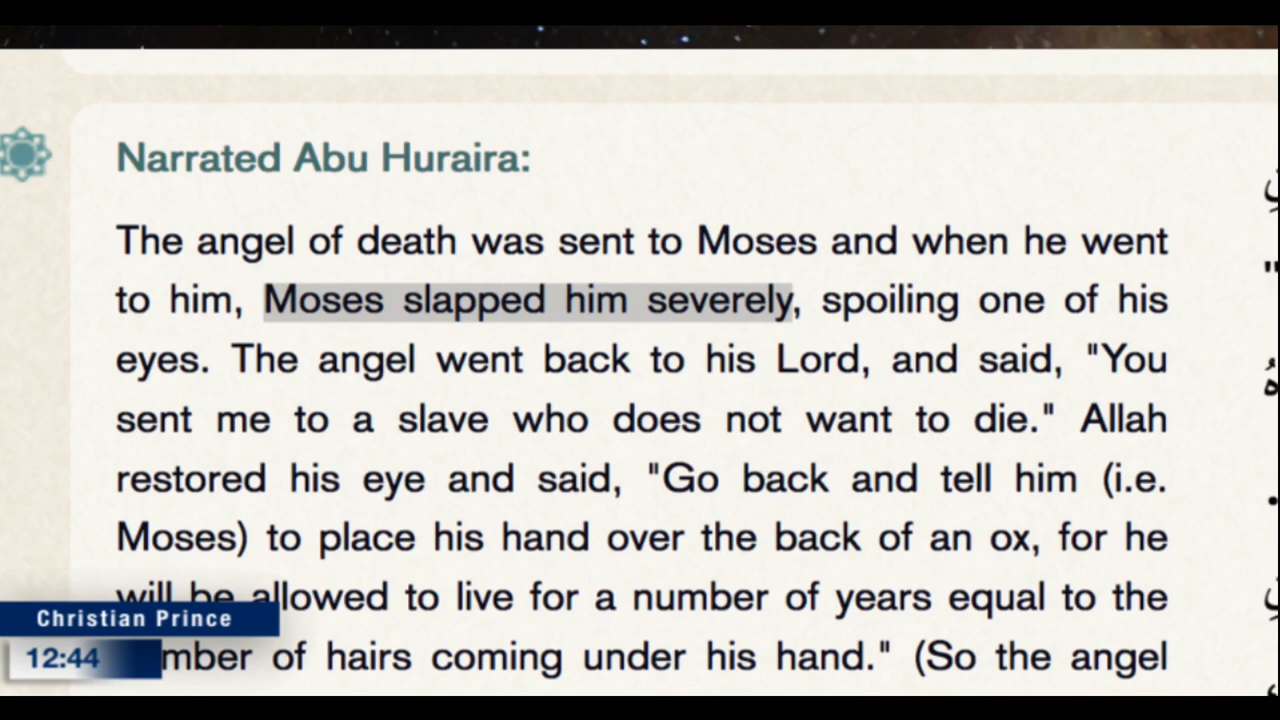 Narrated Abu Huraira:
The angel of death was sent to Moses and when he went
to him, Moses slapped him severely, spoiling one of his
eyes. The angel went back to his Lord, and said, "You
sent me to a slave who does not want to die." Allah
restored his eye and said, "Go back and tell him (i.e.
Moses) to place his hand over the back of an ox, for he
will be allowed to live for a number of years equal to the
mber of hairs coming under his hand." (So the angel
Christian Prince
12:44